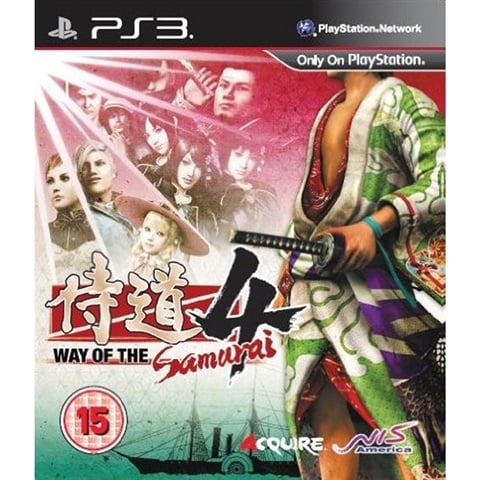 PS3
PlayStation®Network
Only On PlayStation®
侍道4
WAY OF THE Samurai
15
ACQUIRE
NIS
America